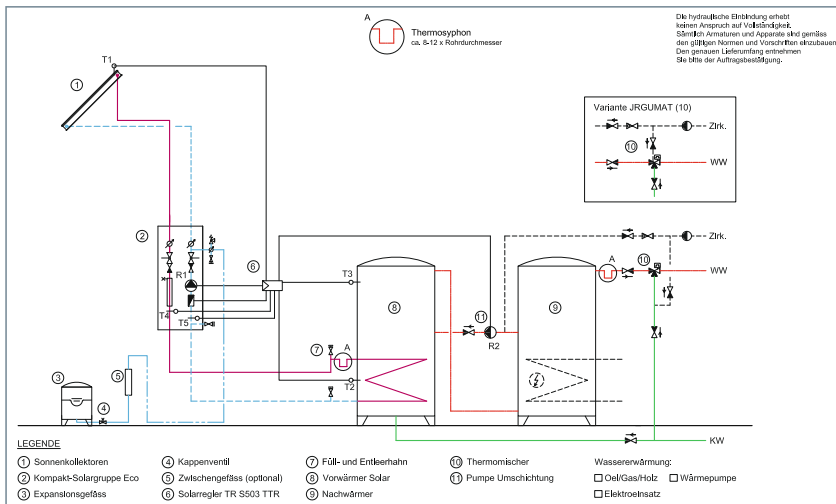 A
Thermosyphon
ca. 8-12 x Rohrdurchmesser
Die hydraulische Einbindung erhebt
keinen Anspruch auf Vollständigkeit.
Sämtlich Armaturen und Apparate sind gemäss
den gültigen Normen und Vorschriften einzubauen.
Den genauen Lieferumfang entnehmen
Sie bitte der Auftragsbestätigung.
Variante JRGUMAT (10)
Zirk.
10
WW
T1
1
2
R1
T4
T5
6
T3
8
7
A
T2
11
R2
9
A
10
Zirk.
WW
3
4
5
KW
LEGENDE
1 Sonnenkollektoren
2 Kompakt-Solargruppe Eco
3 Expansionsgefäss
4 Kappenventil
5 Zwischengefäss (optional)
6 Solarregler TR S503 TTR
7 Füll- und Entleerhahn
8 Vorwärmer Solar
9 Nachwärmer
10 Thermomischer
11 Pumpe Umschichtung
Wassererwärmung:
Oel/Gas/Holz
Wärmepumpe
Elektroeinsatz